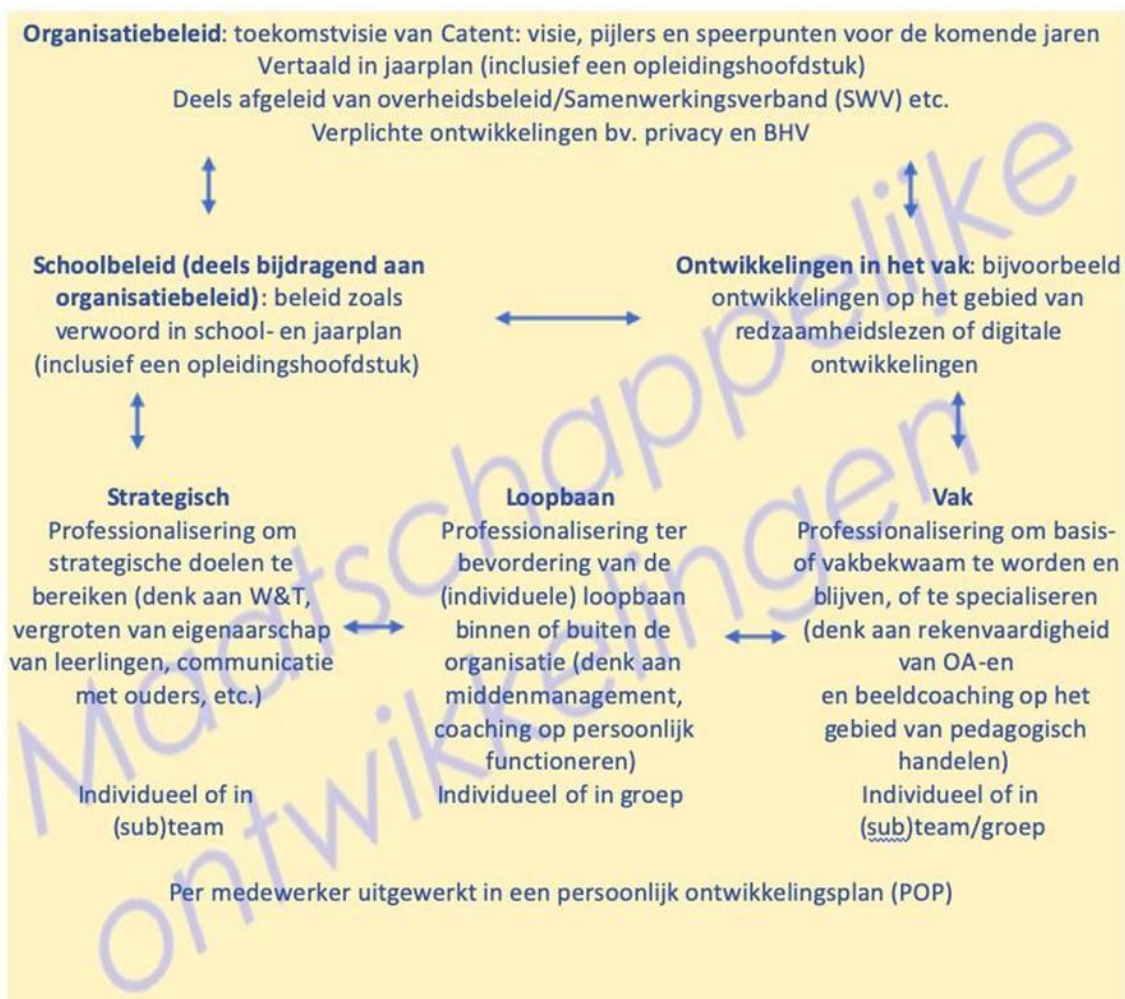 Organisatiebeleid: toekomstvisie van Catent: visie, pijlers en speerpunten voor de komende jaren
Vertaald in jaarplan (inclusief een opleidingshoofdstuk)
Deels afgeleid van overheidsbeleid/Samenwerkingsverband (SWV) etc.
Verplichte ontwikkelingen bv. privacy en BHV
Schoolbeleid (deels bijdragend aan
organisatiebeleid): beleid zoals
verwoord in school- en jaarplan
(inclusief een opleidingshoofdstuk)
Ontwikkelingen in het vak: bijvoorbeeld
ontwikkelingen op het gebied van
redzaamheidslezen of digitale
ontwikkelingen
Strategisch
Professionalisering om
strategische doelen te
bereiken (denk aan W&T,
vergroten van eigenaarschap
van leerlingen, communicatie
met ouders, etc.)
Individueel of in
(sub)team
Loopbaan
Professionalisering ter
bevordering van de
(individuele) loopbaan
binnen of buiten de
organisatie (denk aan
middenmanagement,
coaching op persoonlijk
functioneren)
Individueel of in groep
Vak
Professionalisering om basis-
of vakbekwaam te worden en
blijven, of te specialiseren
(denk aan rekenvaardigheid
van OA-en
en beeldcoaching op het
gebied van pedagogisch
handelen)
Individueel of in
(sub)team/groep
Per medewerker uitgewerkt in een persoonlijk ontwikkelingsplan (POP)
Maatschappelijke
ontwikkelingen